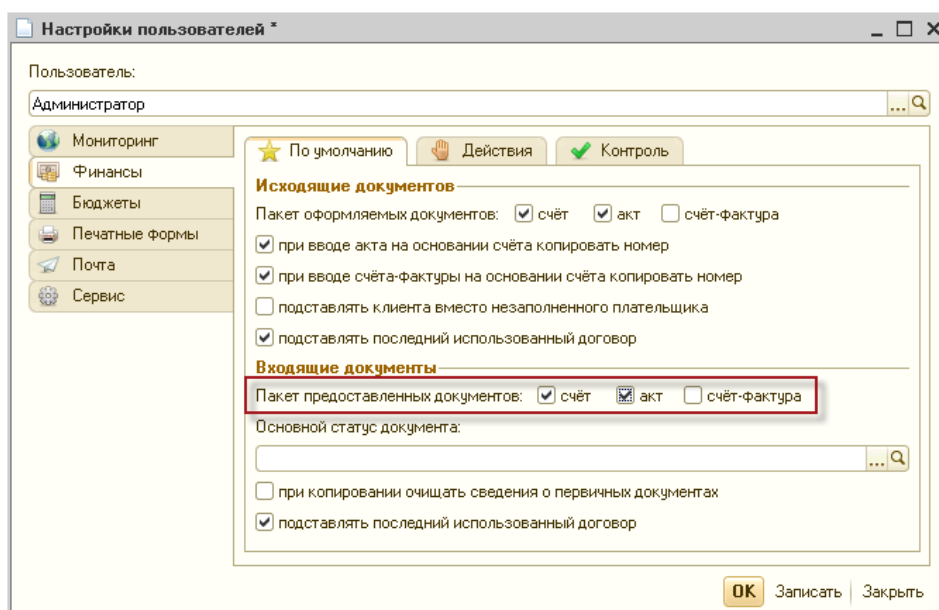 Настройки пользователей *
Пользователь:
Администратор
...
Мониторинг
Финансы
Бюджеты
Печатные формы
Почта
Сервис
По умолчанию Действия Контроль
Исходящие документов
Пакет оформляемых документов: счёт акт счёт-фактура
при вводе акта на основании счёта копировать номер
при вводе счёта-фактуры на основании счёта копировать номер
подставлять клиента вместо незаполненного плательщика
подставлять последний использованный договор
Входящие документы
Пакет предоставленных документов: счёт акт счёт-фактура
Основной статус документа:
...
при копировании очищать сведения о первичных документах
подставлять последний использованный договор
ОК Записать Закрыть